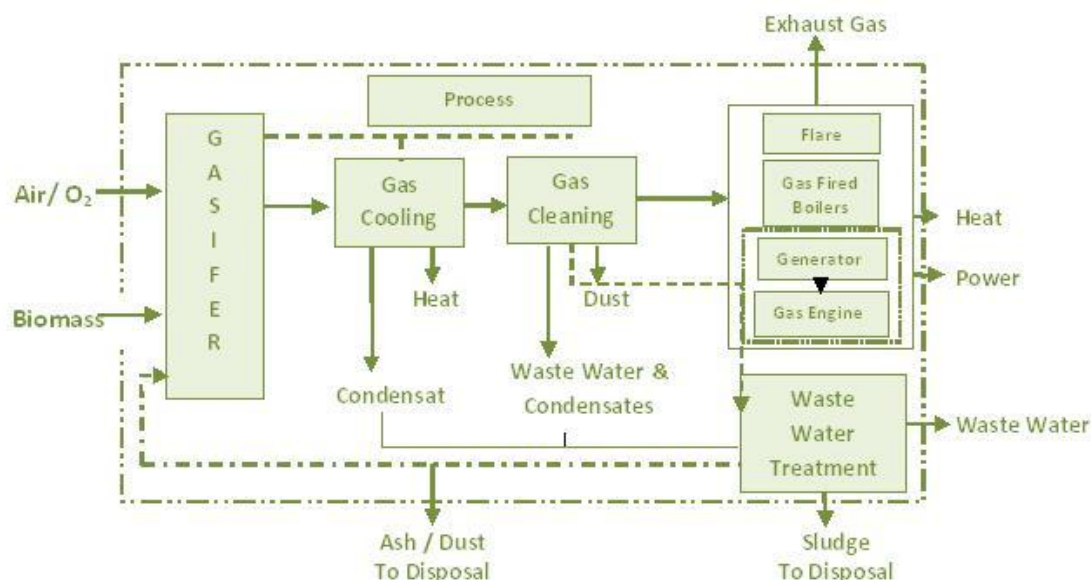 Exhaust Gas
Process
G
A
S
I
F
E
R
Flare
Gas
Cooling
Gas
Cleaning
Gas Fired
Boilers
Air/ O₂
Heat
Generator
Power
Heat
Dust
Biomass
Gas Engine
Condensat
Waste Water &
Condensates
Waste
Water
Treatment
Waste Water
Ash / Dust
To Disposal
Sludge
To Disposal